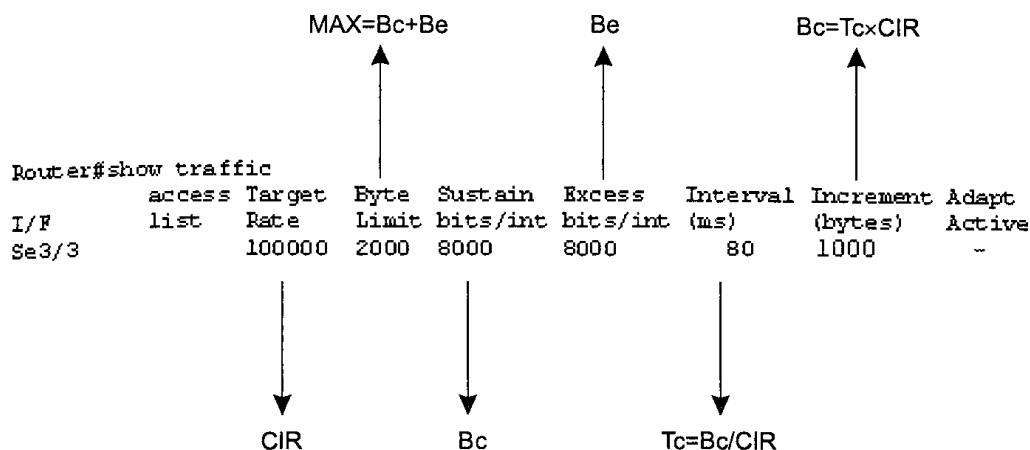 MAX=Bc+Be Be Bc=Tc×CIR
Router#show traffic
access Target Byte Sustain Excess Interval Increment Adapt
I/F list Rate Limit bits/int bits/int (ms) (bytes) Active
Se3/3 100000 2000 8000 8000 80 1000 -
CIR Bc Tc=Bc/CIR